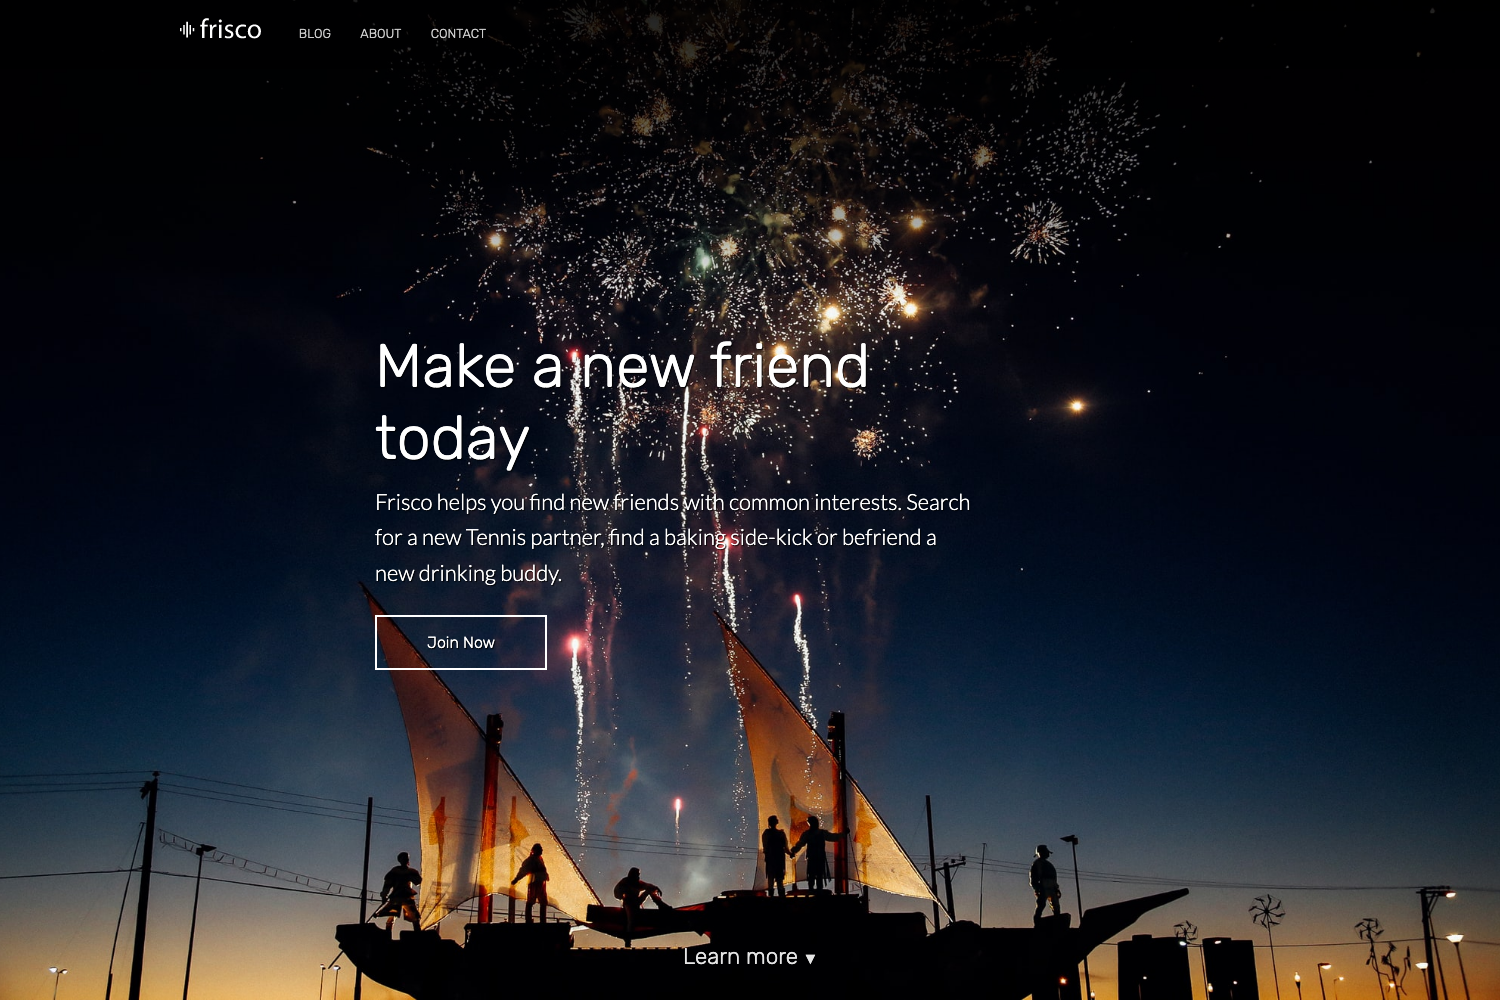 frisco
BLOG ABOUT CONTACT
Make a new friend
today
Frisco helps you find new friends with common interests. Search
for a new Tennis partner, find a baking side-kick or befriend a
new drinking buddy.
Join Now
Learn more ▾